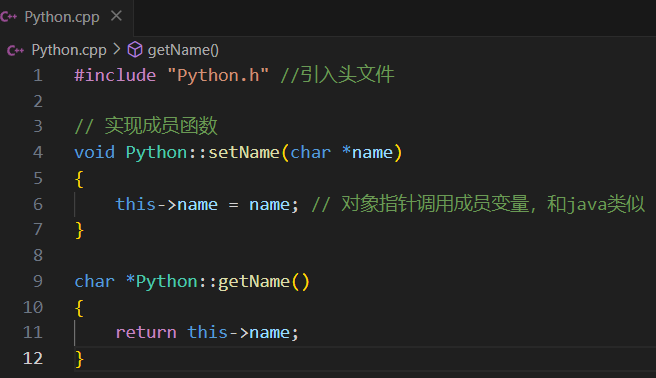 Python.cpp
Python.cpp > getName()
1 #include "Python.h" //引入头文件
2
3 // 实现成员函数
4 void Python::setName(char *name)
5 {
6     this->name = name; // 对象指针调用成员变量，和java类似
7 }
8
9 char *Python::getName()
10 {
11     return this->name;
12 }